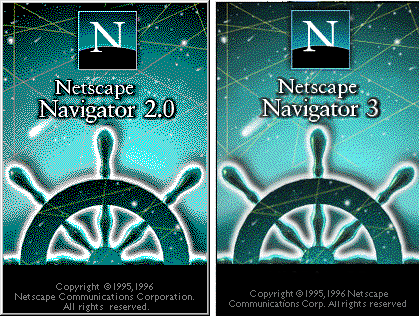 N
Netscape
Navigator 2.0
Copyright ©1995,1996
Netscape Communications Corporation.
All rights reserved.
N
Netscape
Navigator 3
Copyright ©1995,1996 Netscape
Communications Corp. All rights reserved